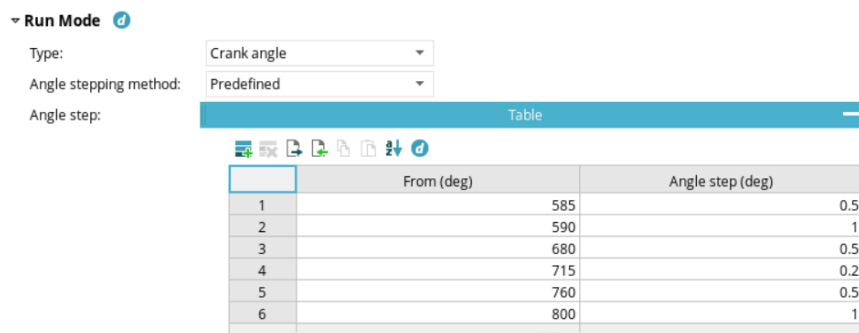 Run Mode d
Type: Crank angle
Angle stepping method: Predefined
Angle step: Table
From (deg) Angle step (deg)
1 585 0.5
2 590 1
3 680 0.5
4 715 0.2
5 760 0.5
6 800 1